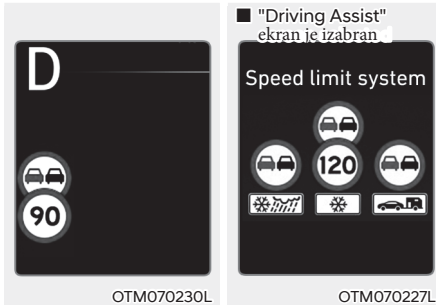 D
90
OTM070230L
■ "Driving Assist"
ekran je izabran
Speed limit system
120
OTM070227L